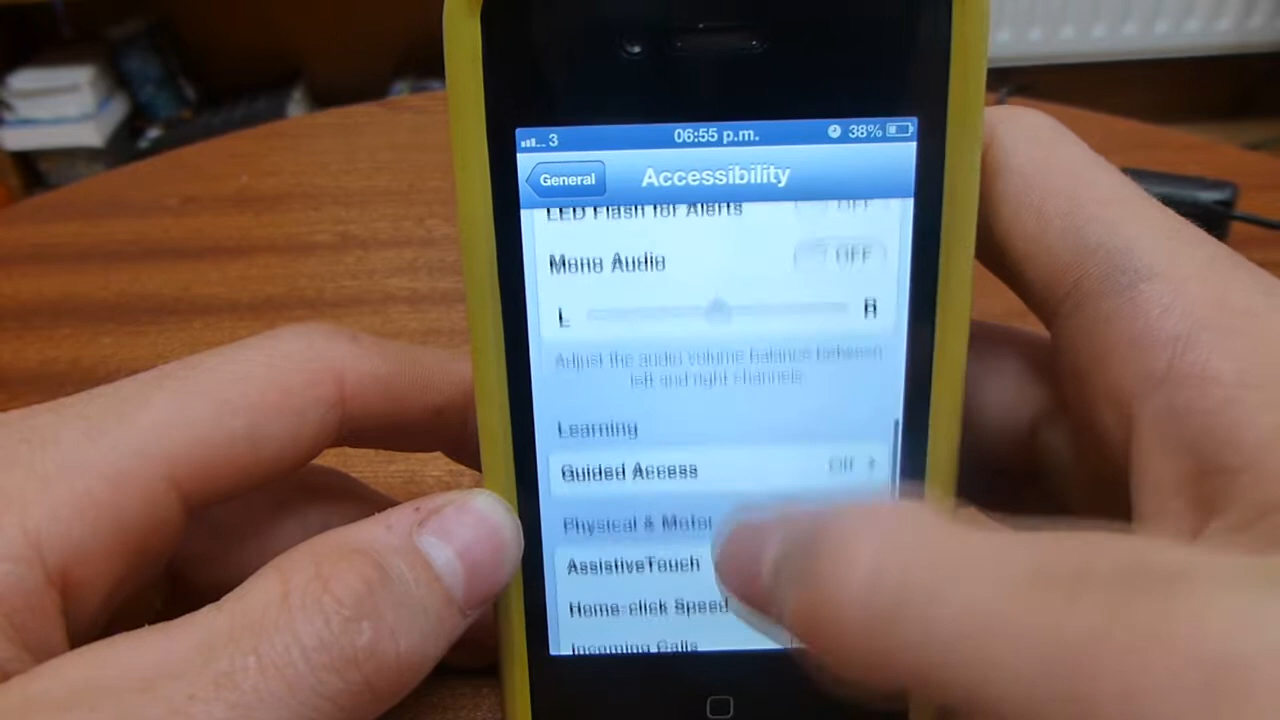 3 06:55 p.m. 38%
General Accessibility
LED Flash for Alerts OFF
Mono Audio OFF
L R
Adjust the audio volume balance between
left and right channels.
Learning
Guided Access Off
Physical & Motor
AssistiveTouch
Home-click Speed
Incoming Calls